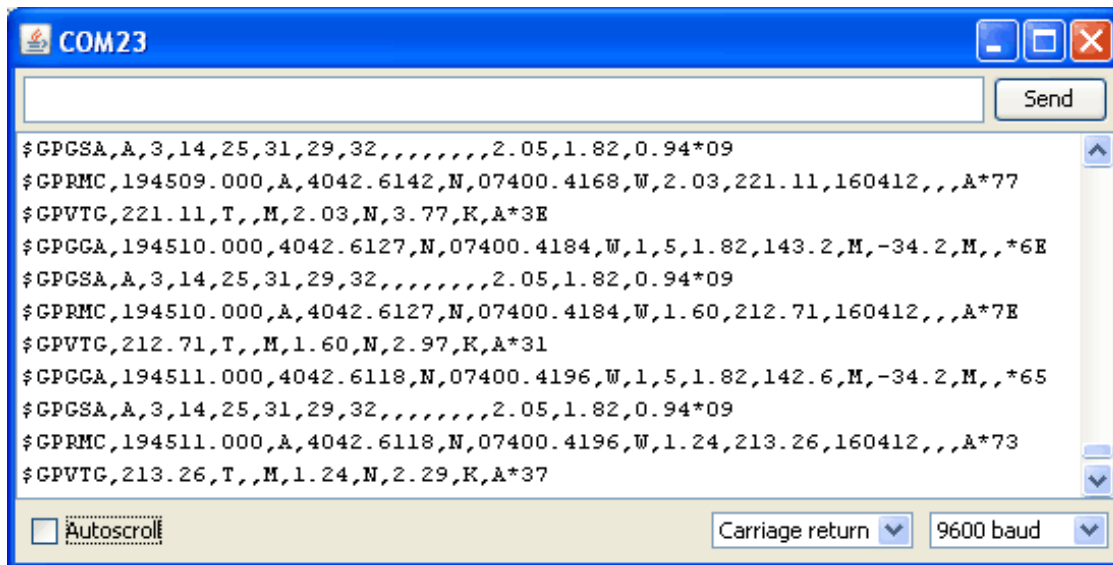 COM23
Send
$GPGSA,A,3,14,25,31,29,32,,,,,,,,2.05,1.82,0.94*09
$GPRMC,194509.000,A,4042.6142,N,07400.4168,W,2.03,221.11,160412,,,A*77
$GPVTG,221.11,T,,M,2.03,N,3.77,K,A*3E
$GPGGA,194510.000,4042.6127,N,07400.4184,W,1,5,1.82,143.2,M,-34.2,M,,*6E
$GPGSA,A,3,14,25,31,29,32,,,,,,,,2.05,1.82,0.94*09
$GPRMC,194510.000,A,4042.6127,N,07400.4184,W,1.60,212.71,160412,,,A*7E
$GPVTG,212.71,T,,M,1.60,N,2.97,K,A*31
$GPGGA,194511.000,4042.6118,N,07400.4196,W,1,5,1.82,142.6,M,-34.2,M,,*65
$GPGSA,A,3,14,25,31,29,32,,,,,,,,2.05,1.82,0.94*09
$GPRMC,194511.000,A,4042.6118,N,07400.4196,W,1.24,213.26,160412,,,A*73
$GPVTG,213.26,T,,M,1.24,N,2.29,K,A*37
Autoscroll Carriage return 9600 baud